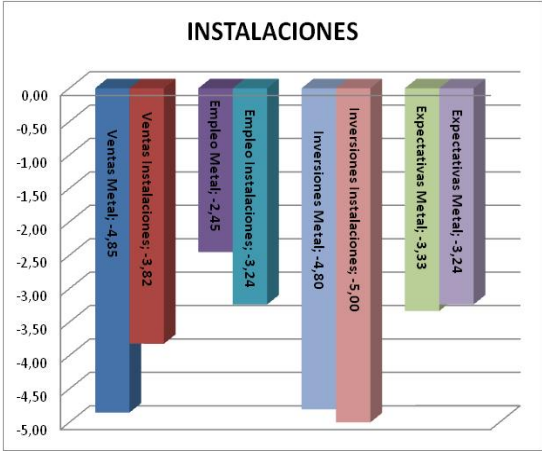 INSTALACIONES
0,00
-0,50
-1,00
-1,50
-2,00
-2,50
-3,00
-3,50
-4,00
-4,50
-5,00
Ventas Metal; -4,85
Ventas Instalaciones; -3,82
Empleo Metal; -2,45
Empleo Instalaciones; -3,24
Inversiones Metal; -4,80
Inversiones Instalaciones; -5,00
Expectativas Metal; -3,33
Expectativas Metal; -3,24